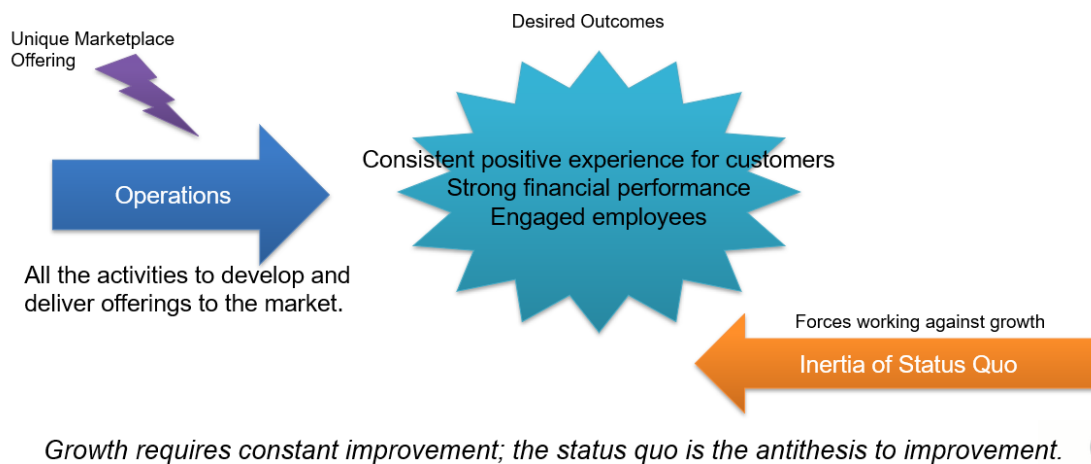 Desired Outcomes
Unique Marketplace
Offering
Operations
All the activities to develop and
deliver offerings to the market.
Consistent positive experience for customers
Strong financial performance
Engaged employees
Forces working against growth
Inertia of Status Quo
Growth requires constant improvement; the status quo is the antithesis to improvement.